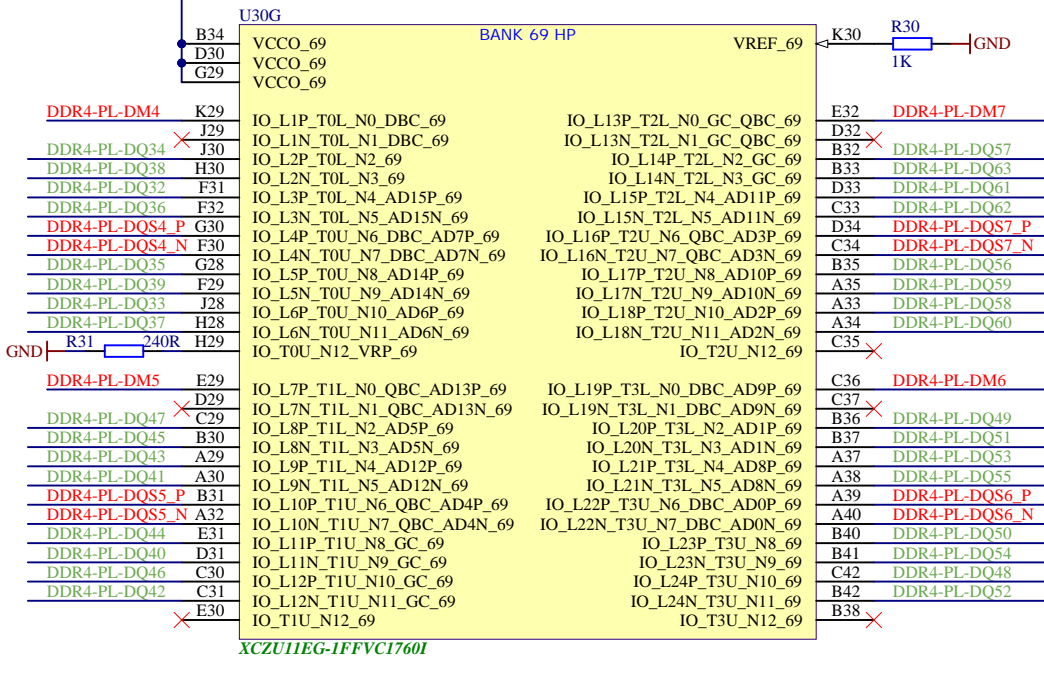 U30G
BANK 69 HP
B34 VCCO_69 VREF_69 K30 R30 1K GND
D30 VCCO_69
G29 VCCO_69
DDR4-PL-DM4 K29 IO_L1P_T0L_N0_DBC_69 IO_L13P_T2L_N0_GC_QBC_69 E32 DDR4-PL-DM7
J29 IO_L1N_T0L_N1_DBC_69 IO_L13N_T2L_N1_GC_QBC_69 D32
DDR4-PL-DQ34 J30 IO_L2P_T0L_N2_69 IO_L14P_T2L_N2_GC_69 B32 DDR4-PL-DQ57
DDR4-PL-DQ38 H30 IO_L2N_T0L_N3_69 IO_L14N_T2L_N3_GC_69 B33 DDR4-PL-DQ63
DDR4-PL-DQ32 F31 IO_L3P_T0L_N4_AD15P_69 IO_L15P_T2L_N4_AD11P_69 D33 DDR4-PL-DQ61
DDR4-PL-DQ36 F32 IO_L3N_T0L_N5_AD15N_69 IO_L15N_T2L_N5_AD11N_69 C33 DDR4-PL-DQ62
DDR4-PL-DQS4_P G30 IO_L4P_T0U_N6_DBC_AD7P_69 IO_L16P_T2U_N6_QBC_AD3P_69 D34 DDR4-PL-DQS7_P
DDR4-PL-DQS4_N F30 IO_L4N_T0U_N7_DBC_AD7N_69 IO_L16N_T2U_N7_QBC_AD3N_69 C34 DDR4-PL-DQS7_N
DDR4-PL-DQ35 G28 IO_L5P_T0U_N8_AD14P_69 IO_L17P_T2U_N8_AD10P_69 B35 DDR4-PL-DQ56
DDR4-PL-DQ39 F29 IO_L5N_T0U_N9_AD14N_69 IO_L17N_T2U_N9_AD10N_69 A35 DDR4-PL-DQ59
DDR4-PL-DQ33 J28 IO_L6P_T0U_N10_AD6P_69 IO_L18P_T2U_N10_AD2P_69 A33 DDR4-PL-DQ58
DDR4-PL-DQ37 H28 IO_L6N_T0U_N11_AD6N_69 IO_L18N_T2U_N11_AD2N_69 A34 DDR4-PL-DQ60
GND R31 240R H29 IO_T0U_N12_VRP_69 IO_T2U_N12_69 C35
DDR4-PL-DM5 E29 IO_L7P_T1L_N0_QBC_AD13P_69 IO_L19P_T3L_N0_DBC_AD9P_69 C36 DDR4-PL-DM6
D29 IO_L7N_T1L_N1_QBC_AD13N_69 IO_L19N_T3L_N1_DBC_AD9N_69 C37
DDR4-PL-DQ47 C29 IO_L8P_T1L_N2_AD5P_69 IO_L20P_T3L_N2_AD1P_69 B36 DDR4-PL-DQ49
DDR4-PL-DQ45 B30 IO_L8N_T1L_N3_AD5N_69 IO_L20N_T3L_N3_AD1N_69 B37 DDR4-PL-DQ51
DDR4-PL-DQ43 A29 IO_L9P_T1L_N4_AD12P_69 IO_L21P_T3L_N4_AD8P_69 A37 DDR4-PL-DQ53
DDR4-PL-DQ41 A30 IO_L9N_T1L_N5_AD12N_69 IO_L21N_T3L_N5_AD8N_69 A38 DDR4-PL-DQ55
DDR4-PL-DQS5_P B31 IO_L10P_T1U_N6_QBC_AD4P_69 IO_L22P_T3U_N6_DBC_AD0P_69 A39 DDR4-PL-DQS6_P
DDR4-PL-DQS5_N A32 IO_L10N_T1U_N7_QBC_AD4N_69 IO_L22N_T3U_N7_DBC_AD0N_69 A40 DDR4-PL-DQS6_N
DDR4-PL-DQ44 E31 IO_L11P_T1U_N8_GC_69 IO_L23P_T3U_N8_69 B40 DDR4-PL-DQ50
DDR4-PL-DQ40 D31 IO_L11N_T1U_N9_GC_69 IO_L23N_T3U_N9_69 B41 DDR4-PL-DQ54
DDR4-PL-DQ46 C30 IO_L12P_T1U_N10_GC_69 IO_L24P_T3U_N10_69 C42 DDR4-PL-DQ48
DDR4-PL-DQ42 C31 IO_L12N_T1U_N11_GC_69 IO_L24N_T3U_N11_69 B42 DDR4-PL-DQ52
E30 IO_T1U_N12_69 IO_T3U_N12_69 B38
XCZU11EG-1FFVC1760I